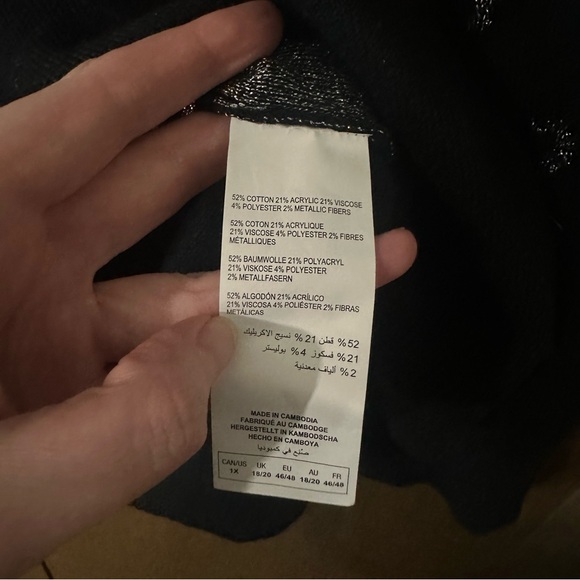 52% COTTON 21% ACRYLIC 21% VISCOSE
4% POLYESTER 2% METALLIC FIBERS
52% COTON 21% ACRYLIQUE
21% VISCOSE 4% POLYESTER 2% FIBRES
MÉTALLIQUES
52% BAUMWOLLE 21% POLYACRYL
21% VISKOSE 4% POLYESTER
2% METALLFASERN
52% ALGODÓN 21% ACRÍLICO
21% VISCOSA 4% POLIÉSTER 2% FIBRAS
METÁLICAS
52% قطن 21% نسيج الاكريليك
21% فسكوز 4% بوليستر
2% ألياف معدنية
MADE IN CAMBODIA
FABRIQUÉ AU CAMBODGE
HERGESTELLT IN KAMBODSCHA
HECHO EN CAMBOYA
صُنع في كمبوديا
CAN/US UK EU AU FR
1X 18/20 46/48 18/20 46/48